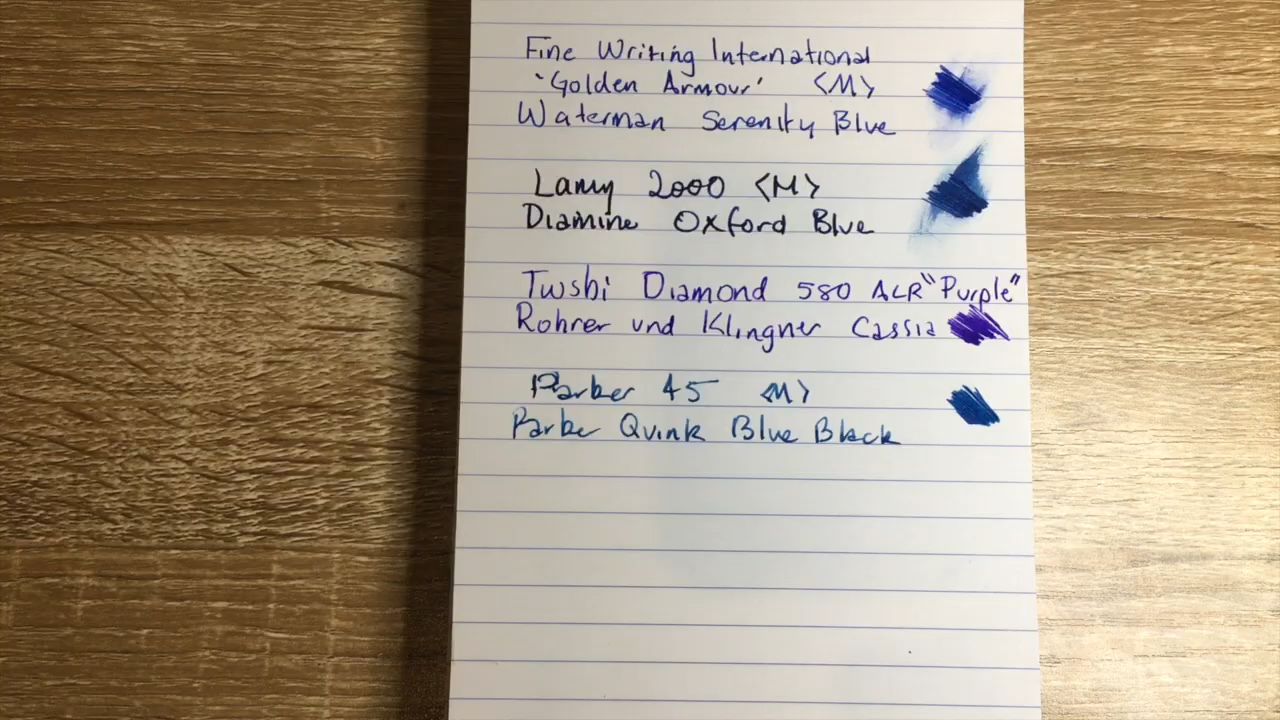 Fine Writing International
'Golden Armour' <M>
Waterman Serenity Blue
Lamy 2000 <M>
Diamine Oxford Blue
Twsbi Diamond 580 ALR "Purple"
Rohrer und Klingner Cassia
Parker 45 <M>
Parker Quink Blue Black